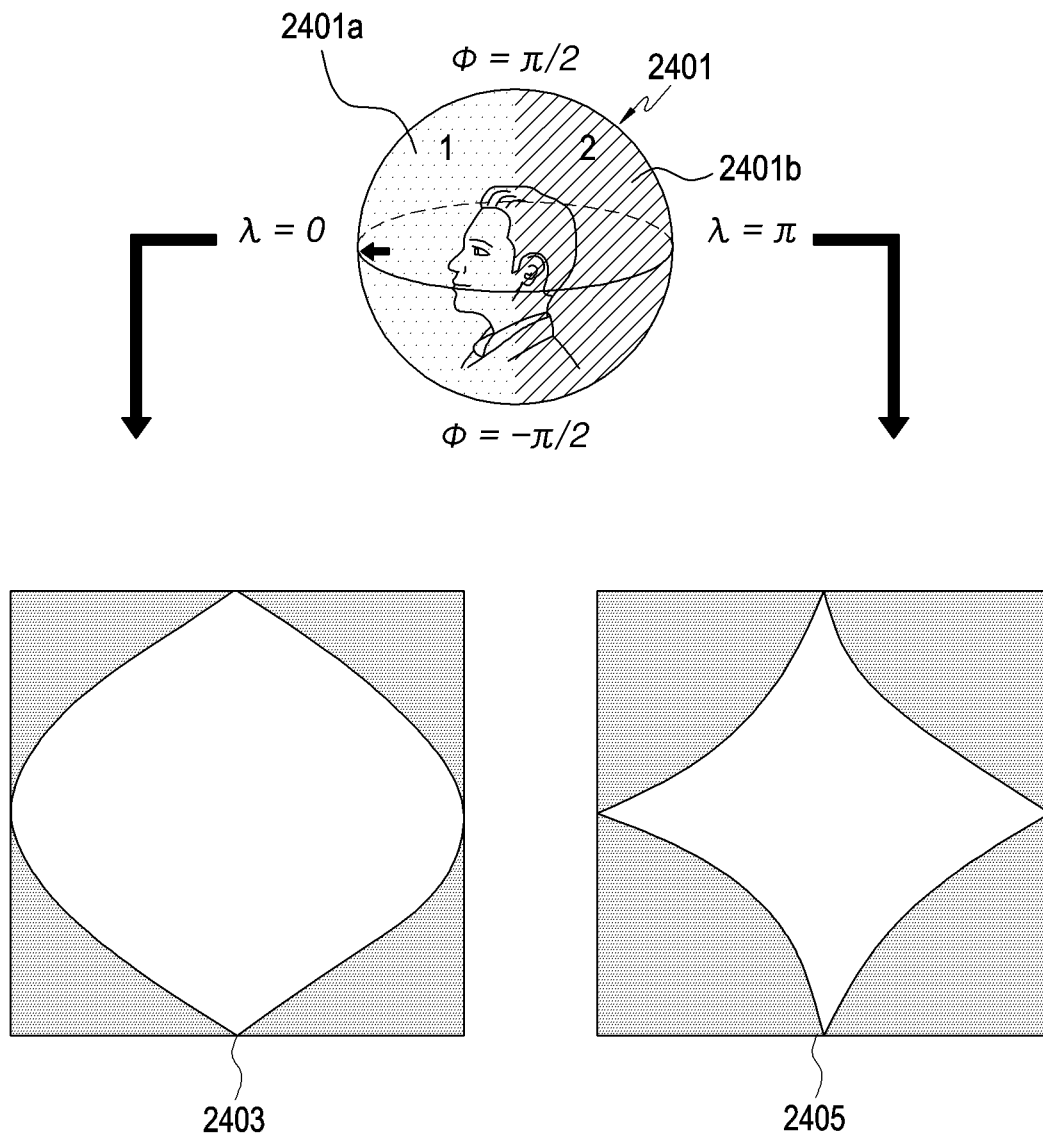 2401a
Φ = π/2
2401
1
2
2401b
λ = 0
λ = π
Φ = −π/2
2403
2405